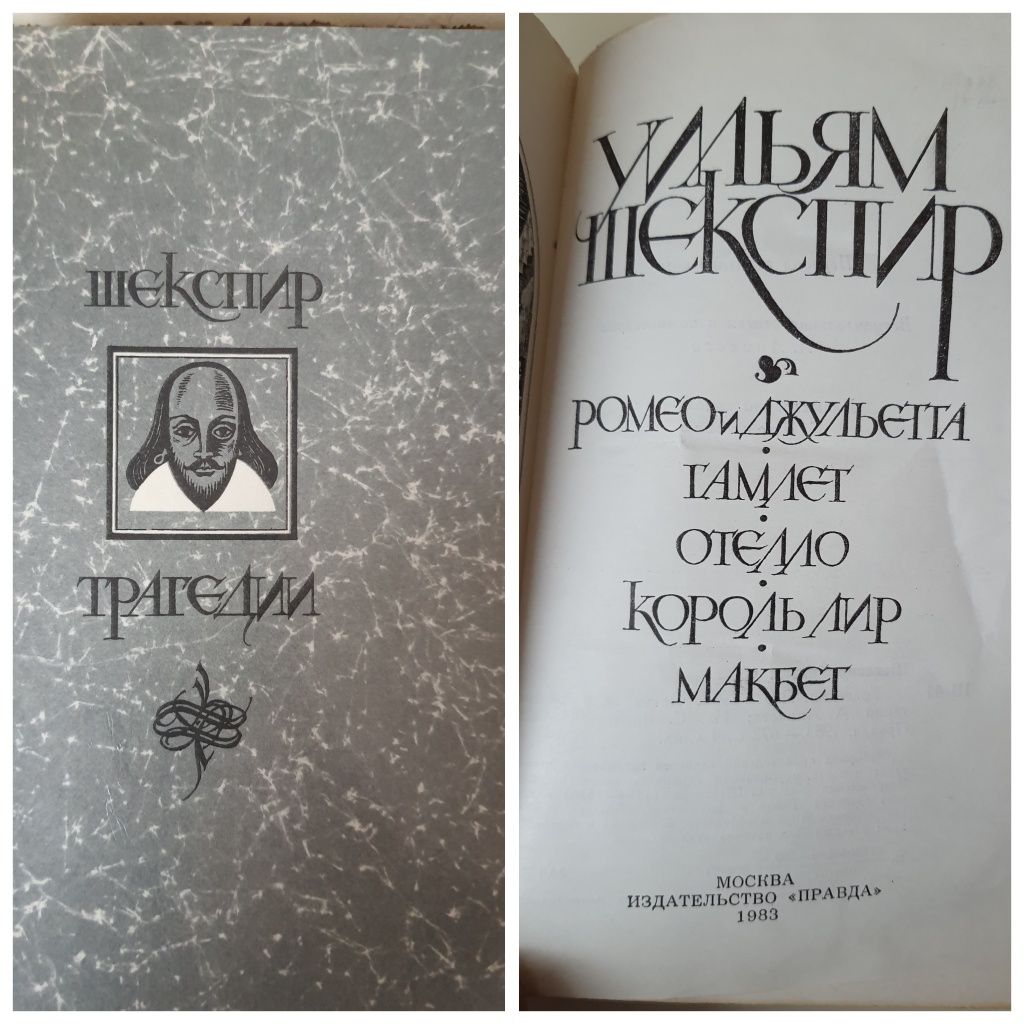 ШЕКСПИР
ТРАГЕДИИ
УИЛЬЯМ
ШЕКСПИР
РОМЕО и ДЖУЛЬЕТТА
ГАМЛЕТ
ОТЕЛЛО
КОРОЛЬ ЛИР
МАКБЕТ
МОСКВА
ИЗДАТЕЛЬСТВО «ПРАВДА»
1983